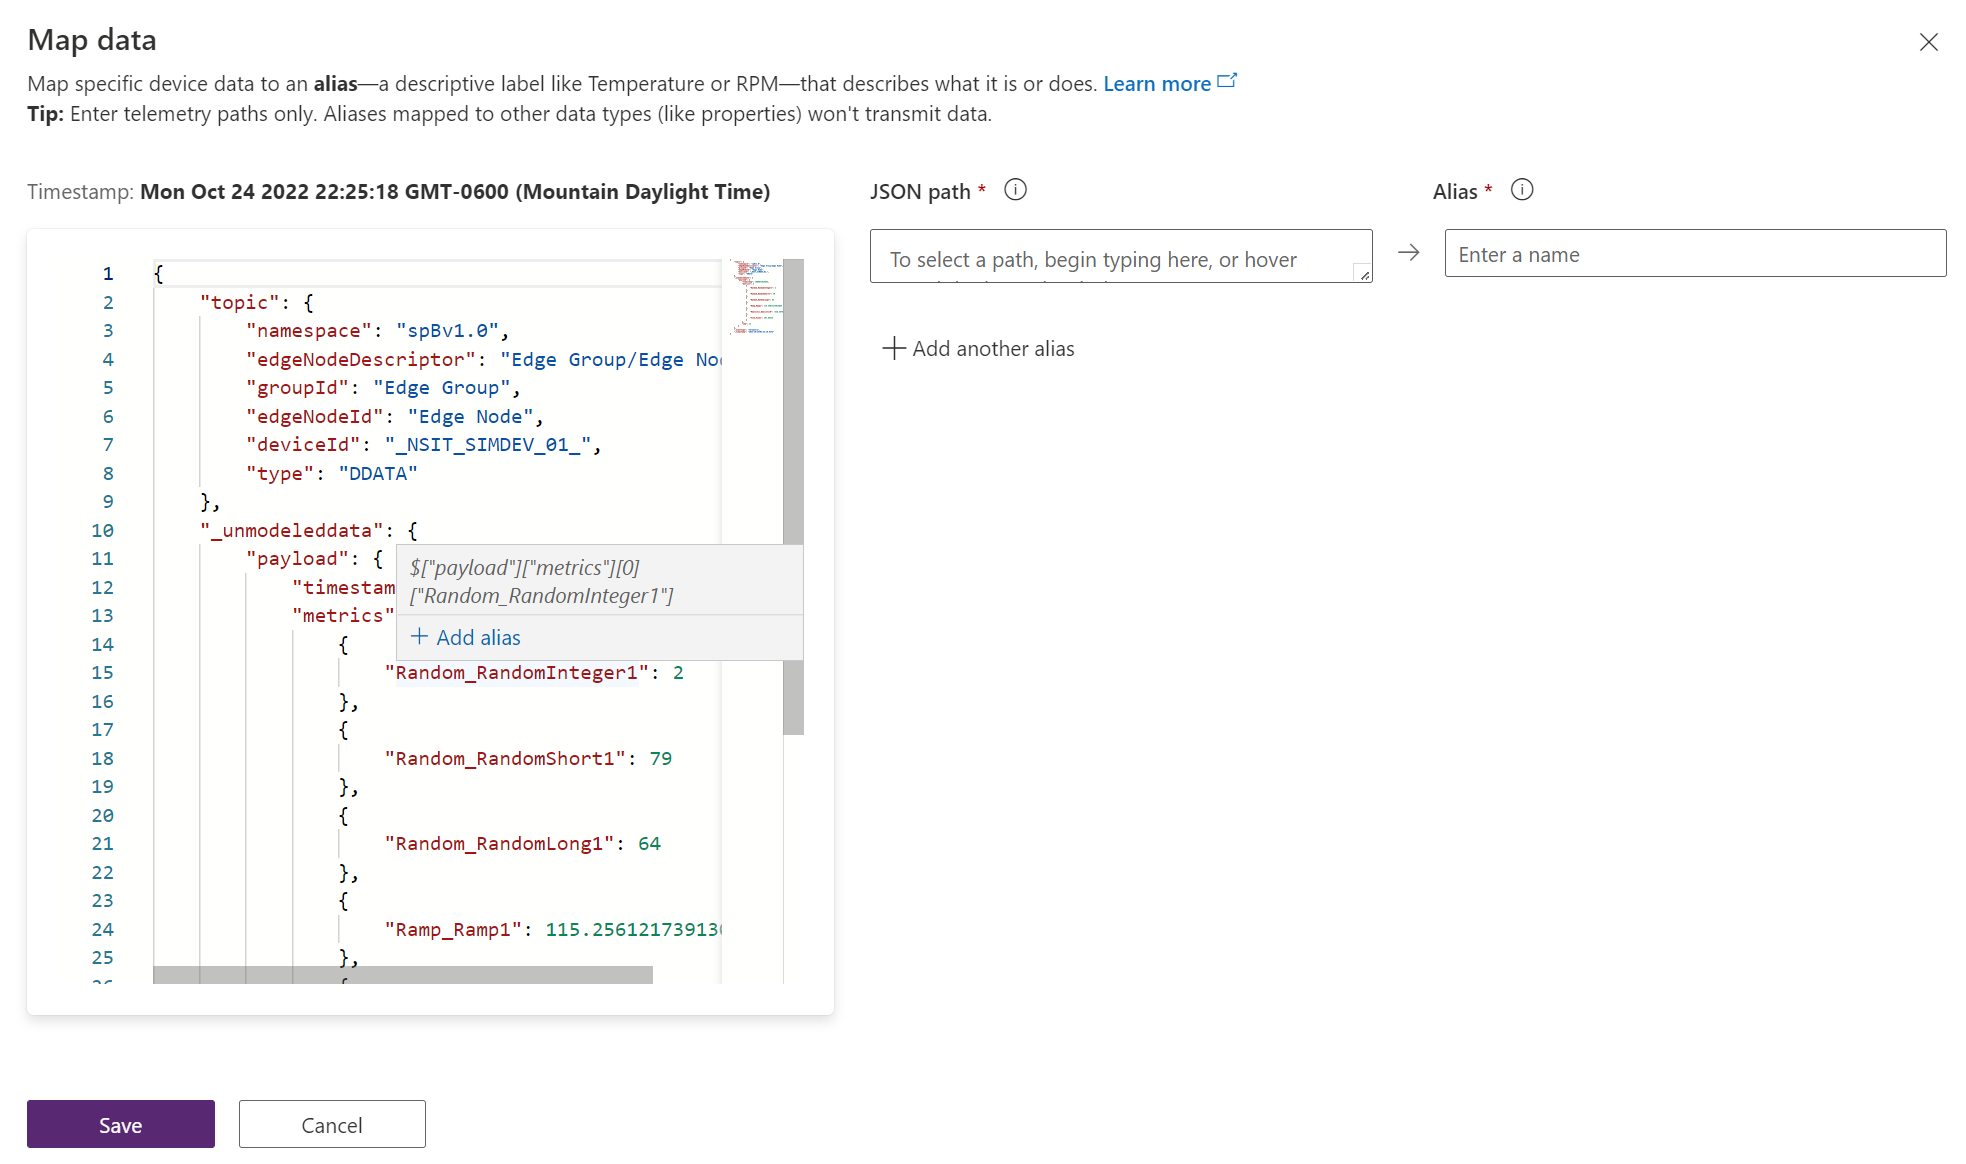 Map data
Map specific device data to an alias—a descriptive label like Temperature or RPM—that describes what it is or does. Learn more
Tip: Enter telemetry paths only. Aliases mapped to other data types (like properties) won't transmit data.
Timestamp: Mon Oct 24 2022 22:25:18 GMT-0600 (Mountain Daylight Time)
1 {
2 "topic": {
3 "namespace": "spBv1.0",
4 "edgeNodeDescriptor": "Edge Group/Edge No
5 "groupId": "Edge Group",
6 "edgeNodeId": "Edge Node",
7 "deviceId": "_NSIT_SIMDEV_01_",
8 "type": "DDATA"
9 },
10 "_unmodeleddata": {
11 "payload": {
12 "timestam
13 "metrics"
14 {
15 "Random_RandomInteger1": 2
16 },
17 {
18 "Random_RandomShort1": 79
19 },
20 {
21 "Random_RandomLong1": 64
22 },
23 {
24 "Ramp_Ramp1": 115.25612173913
25 },
$["payload"]["metrics"][0]
["Random_RandomInteger1"]
+ Add alias
JSON path *
To select a path, begin typing here, or hover
Alias *
Enter a name
+ Add another alias
Save
Cancel